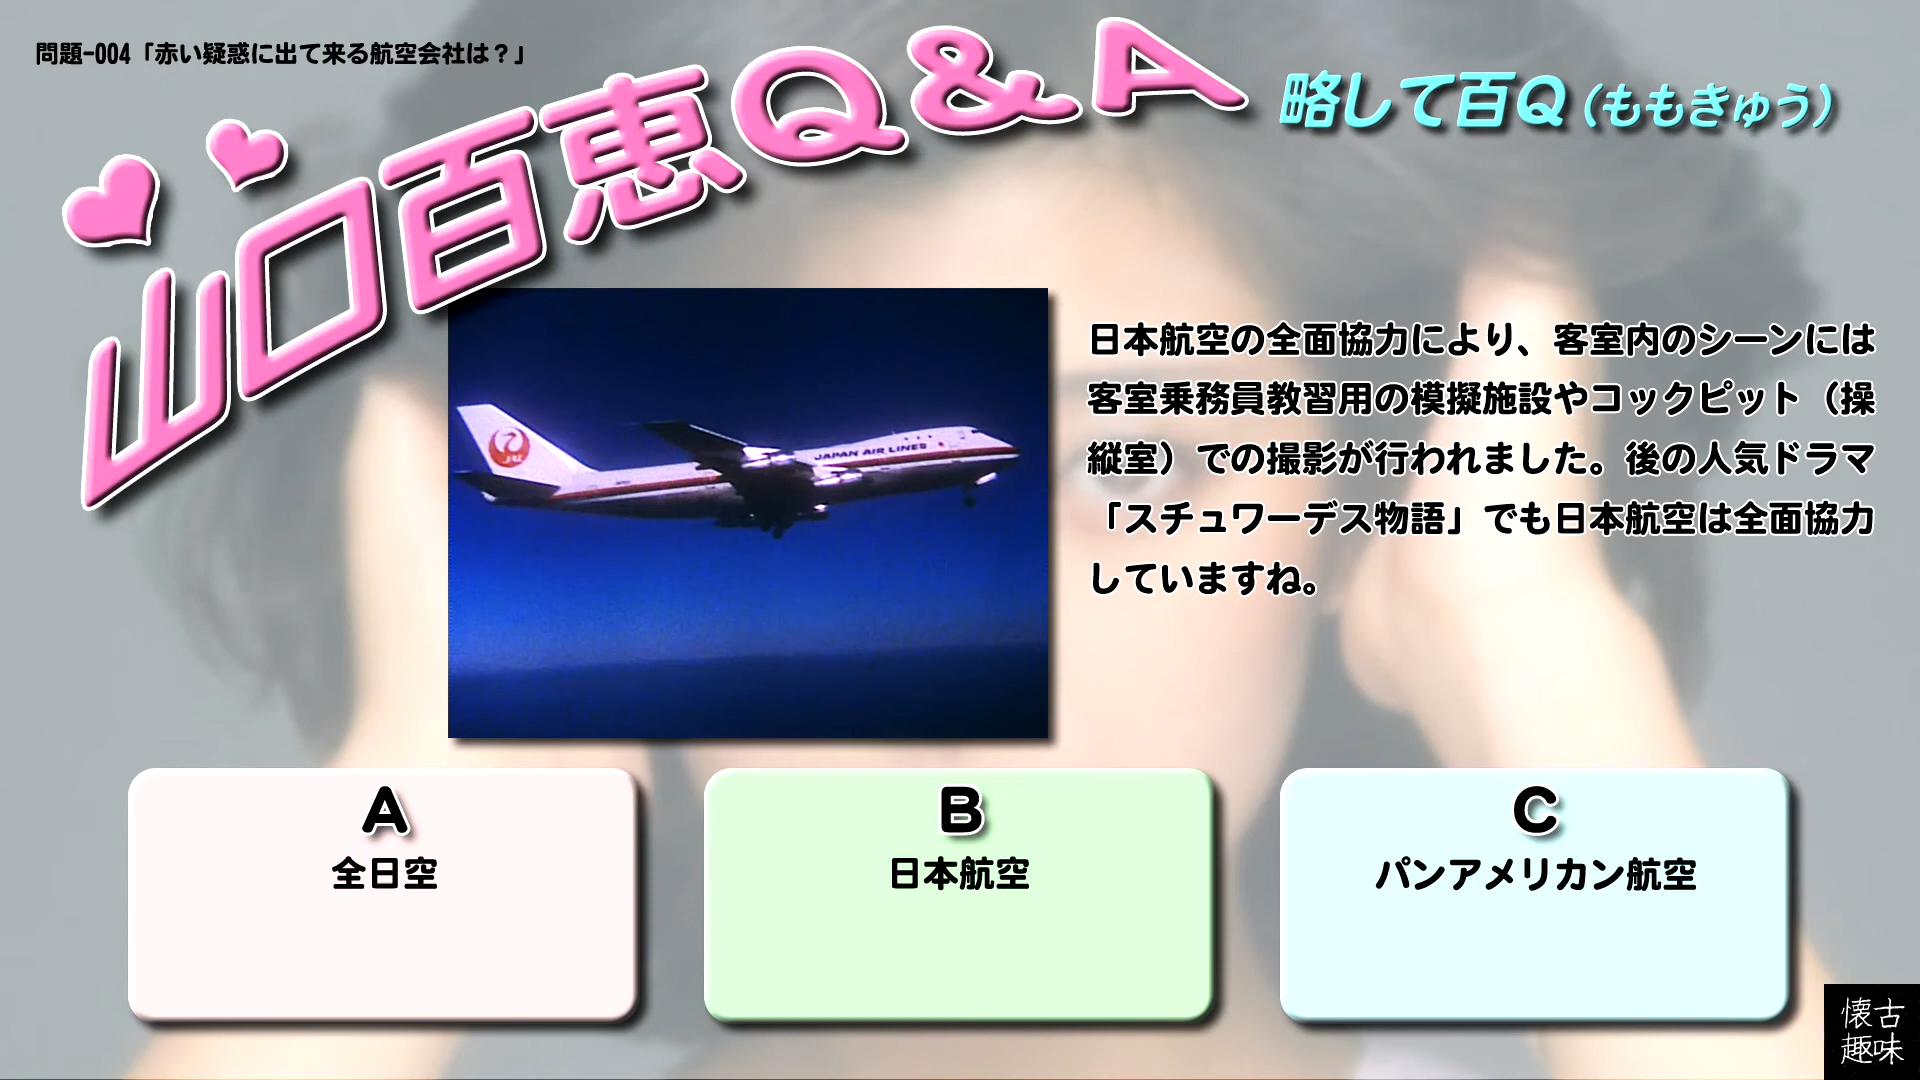 問題-004「赤い疑惑に出て来る航空会社は？」
山口百恵Q&A
略して百Q（ももきゅう）
JAL
JAPAN AIR LINES
日本航空の全面協力により、客室内のシーンには
客室乗務員教習用の模擬施設やコックピット（操
縦室）での撮影が行われました。後の人気ドラマ
「スチュワーデス物語」でも日本航空は全面協力
していますね。
A
全日空
B
日本航空
C
パンアメリカン航空
懐古
趣味